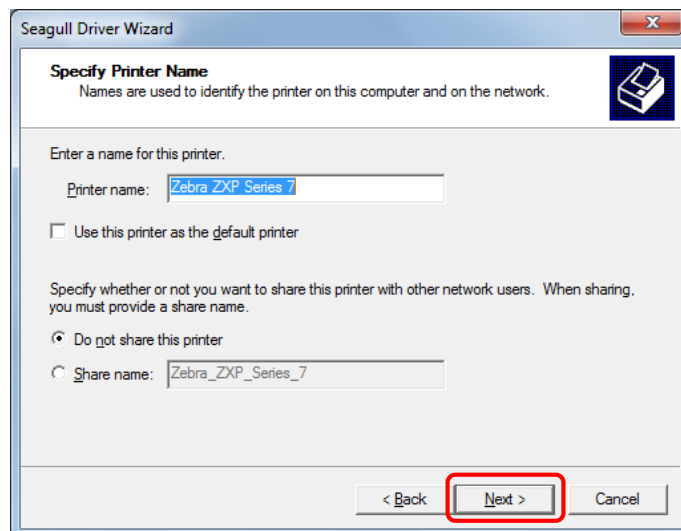 Seagull Driver Wizard
Specify Printer Name
Names are used to identify the printer on this computer and on the network.
Enter a name for this printer.
Printer name: Zebra ZXP Series 7
Use this printer as the default printer
Specify whether or not you want to share this printer with other network users.  When sharing,
you must provide a share name.
Do not share this printer
Share name: Zebra_ZXP_Series_7
< Back Next > Cancel